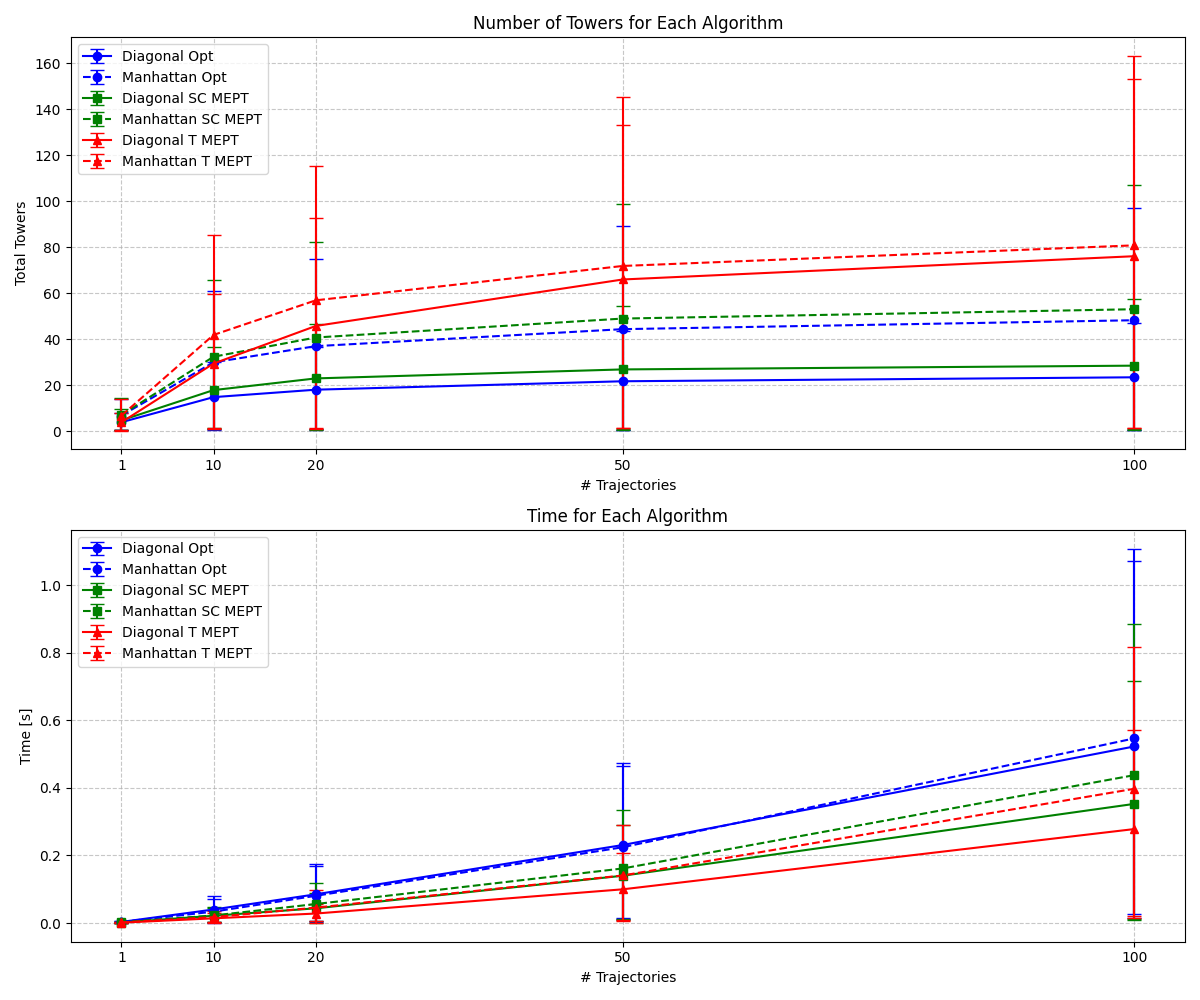 Number of Towers for Each Algorithm
Diagonal Opt
Manhattan Opt
Diagonal SC MEPT
Manhattan SC MEPT
Diagonal T MEPT
Manhattan T MEPT
160
140
120
100
80
60
40
20
0
Total Towers
1 10 20 50 100
# Trajectories
Time for Each Algorithm
Diagonal Opt
Manhattan Opt
Diagonal SC MEPT
Manhattan SC MEPT
Diagonal T MEPT
Manhattan T MEPT
1.0
0.8
0.6
0.4
0.2
0.0
Time [s]
1 10 20 50 100
# Trajectories